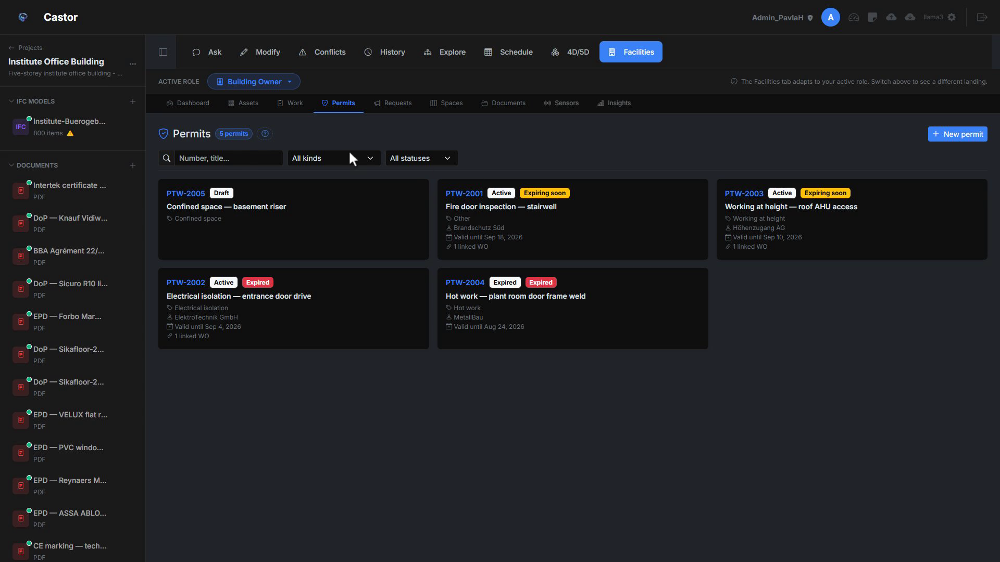 Castor
Admin_PavlaH
A
llama3
Projects
Institute Office Building
Five-storey institute office building - ...
IFC MODELS
IFC
Institute-Buerogeb...
800 items
DOCUMENTS
Intertek certificate ...
PDF
DoP — Knauf Vidiw...
PDF
BBA Agrément 22/...
PDF
DoP — Sicuro R10 li...
PDF
EPD — Forbo Mar...
PDF
DoP — Sikafloor-2...
PDF
DoP — Sikafloor-2...
PDF
EPD — VELUX flat r...
PDF
EPD — PVC windo...
PDF
EPD — Reynaers M...
PDF
EPD — ASSA ABLO...
PDF
CE marking — tech...
PDF
Ask Modify Conflicts History Explore Schedule 4D/5D Facilities
ACTIVE ROLE Building Owner
The Facilities tab adapts to your active role. Switch above to see a different landing.
Dashboard Assets Work Permits Requests Spaces Documents Sensors Insights
Permits 5 permits ?
+ New permit
Number, title... All kinds All statuses
PTW-2005 Draft
Confined space — basement riser
Confined space
PTW-2001 Active Expiring soon
Fire door inspection — stairwell
Other
Brandschutz Süd
Valid until Sep 18, 2026
1 linked WO
PTW-2003 Active Expiring soon
Working at height — roof AHU access
Working at height
Höhenzugang AG
Valid until Sep 10, 2026
1 linked WO
PTW-2002 Active Expired
Electrical isolation — entrance door drive
Electrical isolation
ElektroTechnik GmbH
Valid until Sep 4, 2026
1 linked WO
PTW-2004 Expired Expired
Hot work — plant room door frame weld
Hot work
MetallBau
Valid until Aug 24, 2026